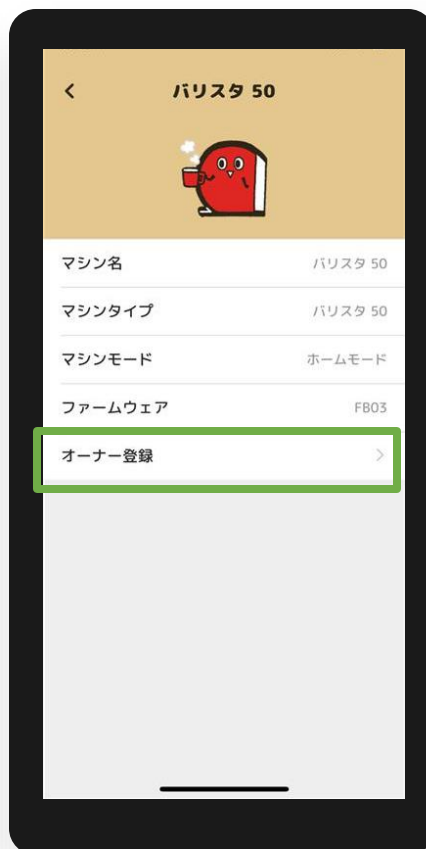 バリスタ 50
マシン名 バリスタ 50
マシンタイプ バリスタ 50
マシンモード ホームモード
ファームウェア FB03
オーナー登録